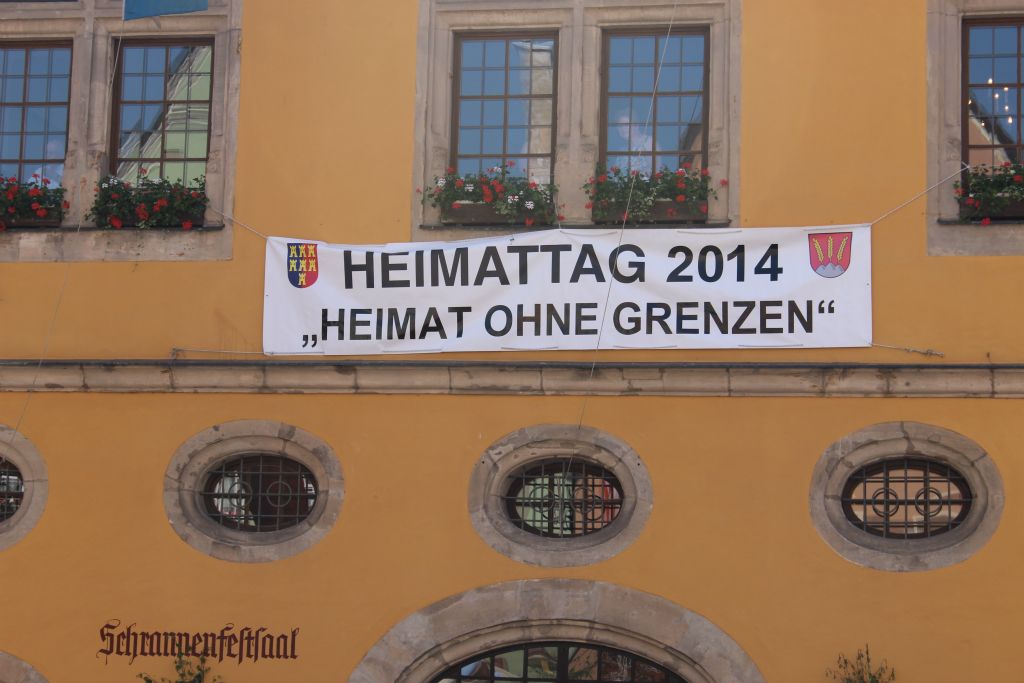 HEIMATTAG 2014
„HEIMAT OHNE GRENZEN“
Schrannenfestsaal